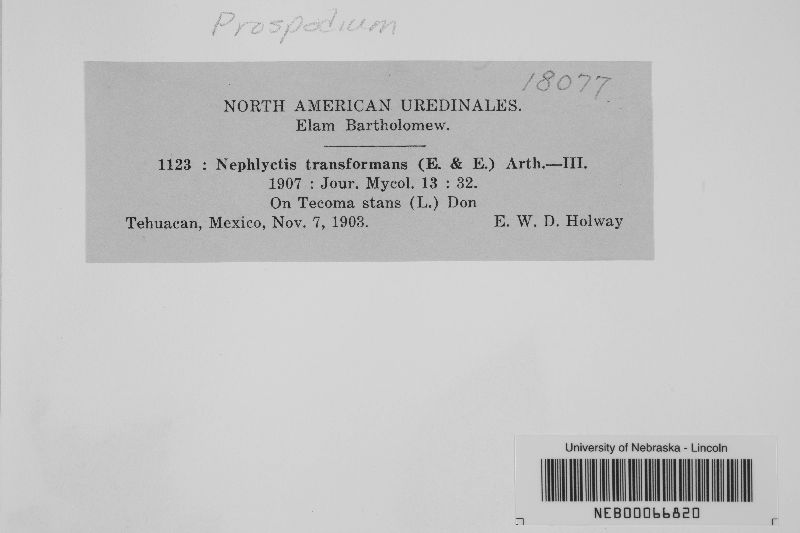 Prospodium
18077
NORTH AMERICAN UREDINALES.
Elam Bartholomew.
1123 : Nephlyctis transformans (E. & E.) Arth.—III.
1907 : Jour. Mycol. 13 : 32.
On Tecoma stans (L.) Don
Tehuacan, Mexico, Nov. 7, 1903. E. W. D. Holway
University of Nebraska - Lincoln
NEB00066820